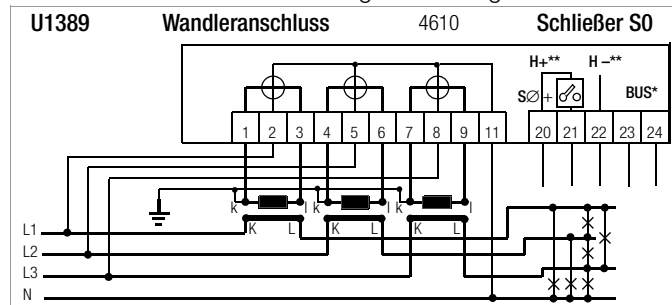 U1389 Wandleranschluss 4610 Schließer S0
H+** H –**
SØ + BUS*
1 2 3 4 5 6 7 8 9 11 20 21 22 23 24
k l k l k l
L1 K L K L K L
L2
L3
N